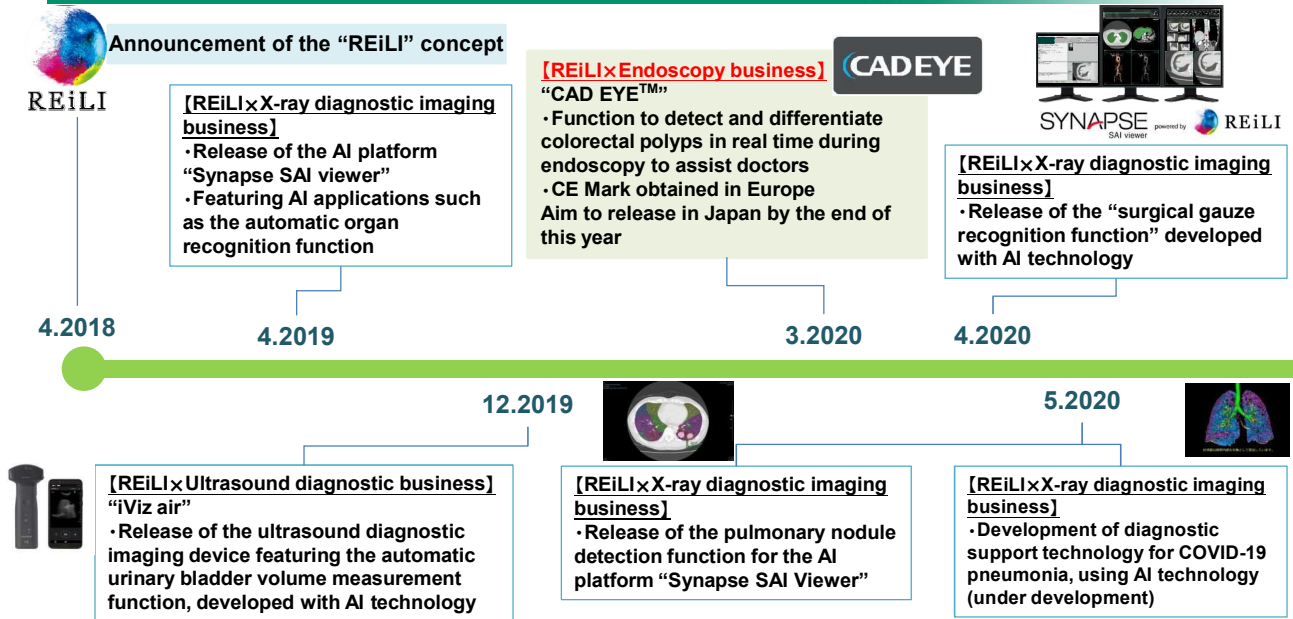 REiLI
Announcement of the “REiLI” concept
4.2018
【REiLI×X-ray diagnostic imaging
business】
・Release of the AI platform
“Synapse SAI viewer”
・Featuring AI applications such
as the automatic organ
recognition function
4.2019
【REiLI×Endoscopy business】
“CAD EYE™”
・Function to detect and differentiate
colorectal polyps in real time during
endoscopy to assist doctors
・CE Mark obtained in Europe
Aim to release in Japan by the end of
this year
CAD EYE
3.2020
SYNAPSE
SAI viewer
powered by
REiLI
【REiLI×X-ray diagnostic imaging
business】
・Release of the “surgical gauze
recognition function” developed
with AI technology
4.2020
12.2019
【REiLI×Ultrasound diagnostic business】
“iViz air”
・Release of the ultrasound diagnostic
imaging device featuring the automatic
urinary bladder volume measurement
function, developed with AI technology
5.2020
【REiLI×X-ray diagnostic imaging
business】
・Release of the pulmonary nodule
detection function for the AI
platform “Synapse SAI Viewer”
【REiLI×X-ray diagnostic imaging
business】
・Development of diagnostic
support technology for COVID-19
pneumonia, using AI technology
(under development)